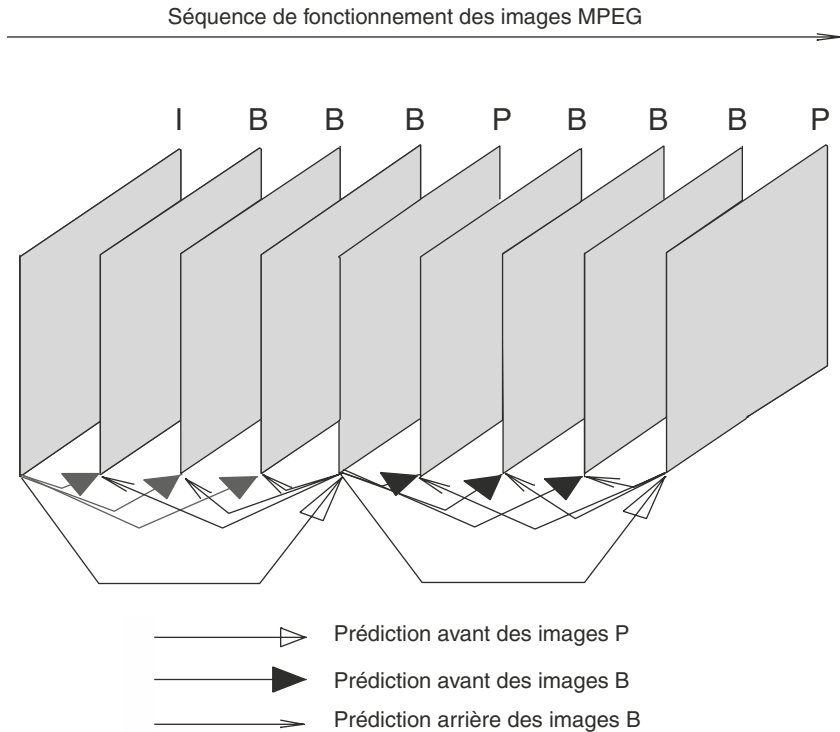 Séquence de fonctionnement des images MPEG
I B B B P B B B P
Prédiction avant des images P
Prédiction avant des images B
Prédiction arrière des images B